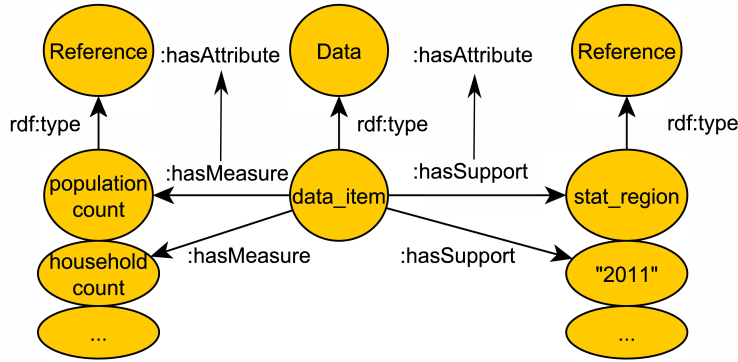 Reference
:hasAttribute
Data
:hasAttribute
Reference
rdf:type
rdf:type
rdf:type
population
count
:hasMeasure
data_item
:hasSupport
stat_region
household
count
:hasMeasure
:hasSupport
"2011"
...
...